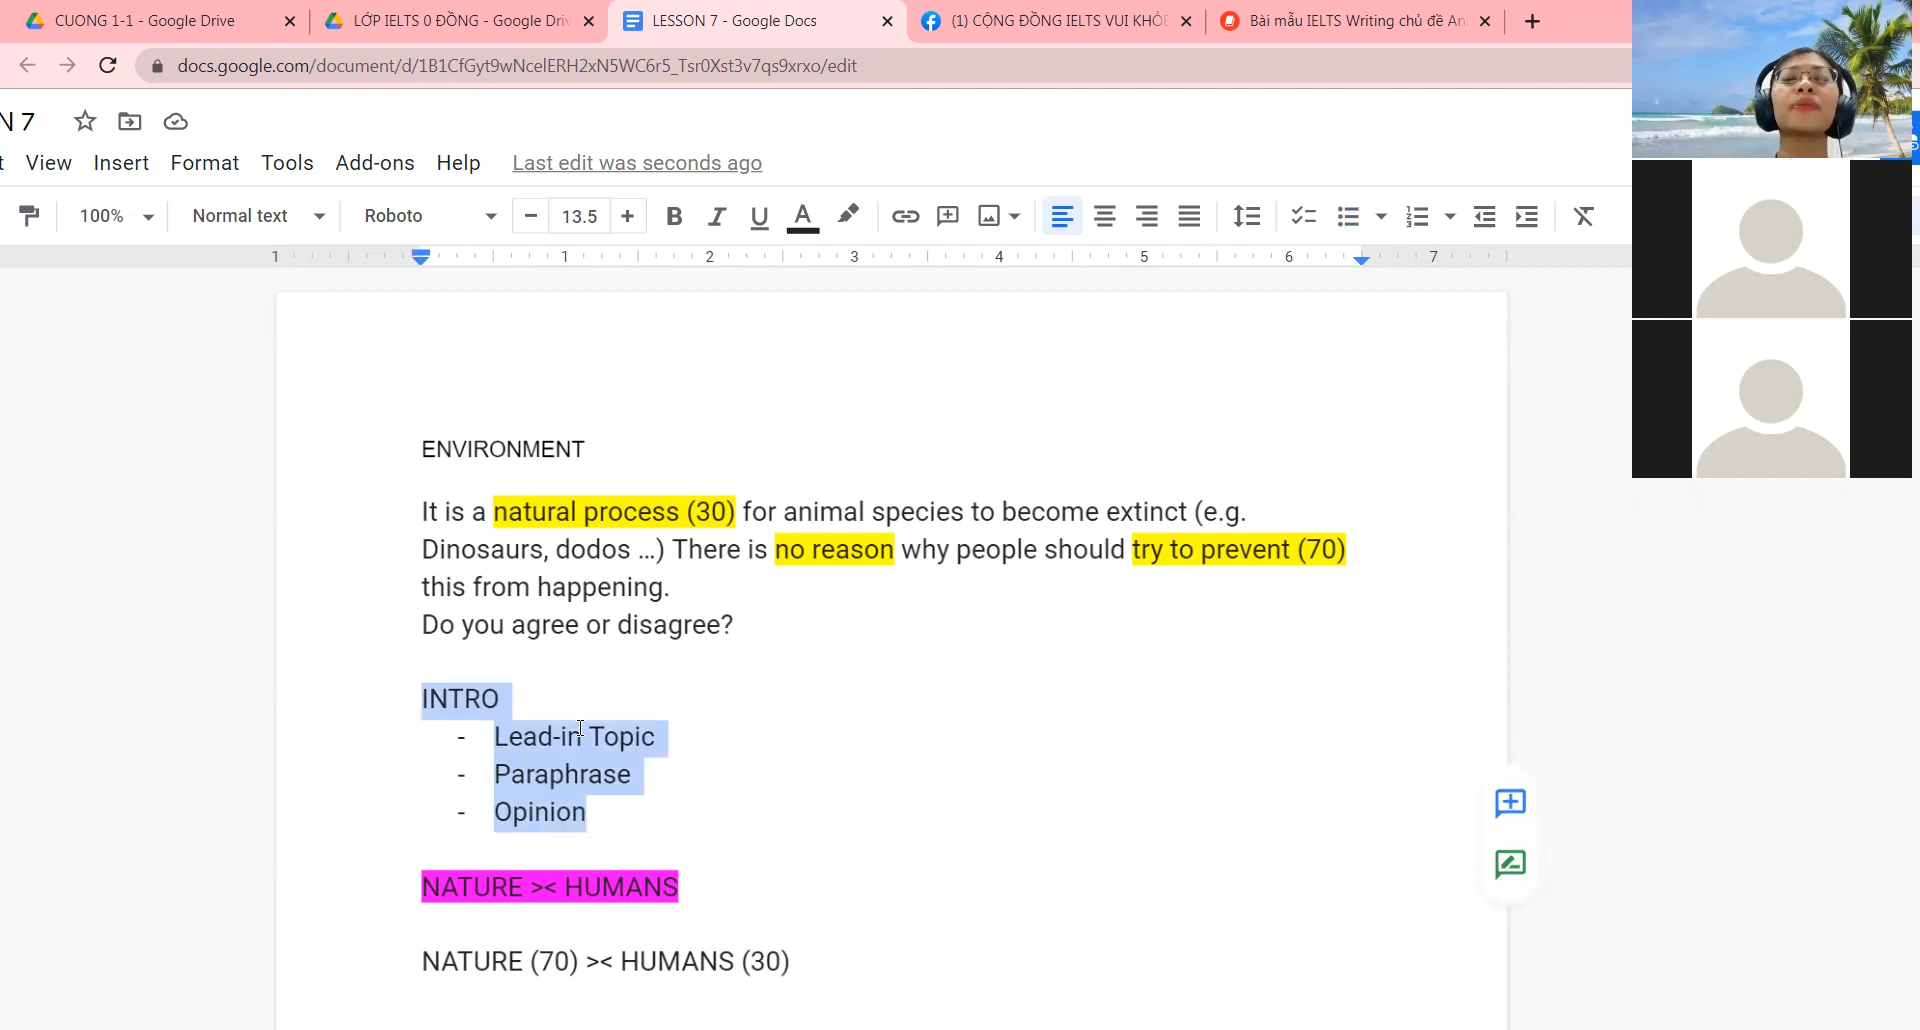 CUONG 1-1 - Google Drive
LỚP IELTS 0 ĐỒNG - Google Driv
LESSON 7 - Google Docs
(1) CỘNG ĐỒNG IELTS VUI KHỎE
Bài mẫu IELTS Writing chủ đề An
docs.google.com/document/d/1B1CfGyt9wNcelERH2xN5WC6r5_Tsr0Xst3v7qs9xrxo/edit
N 7
t View Insert Format Tools Add-ons Help Last edit was seconds ago
100% Normal text Roboto - 13.5 + B I U A
1 1 2 3 4 5 6 7
ENVIRONMENT
It is a natural process (30) for animal species to become extinct (e.g.
Dinosaurs, dodos ...) There is no reason why people should try to prevent (70)
this from happening.
Do you agree or disagree?
INTRO
- Lead-in Topic
- Paraphrase
- Opinion
NATURE >< HUMANS
NATURE (70) >< HUMANS (30)